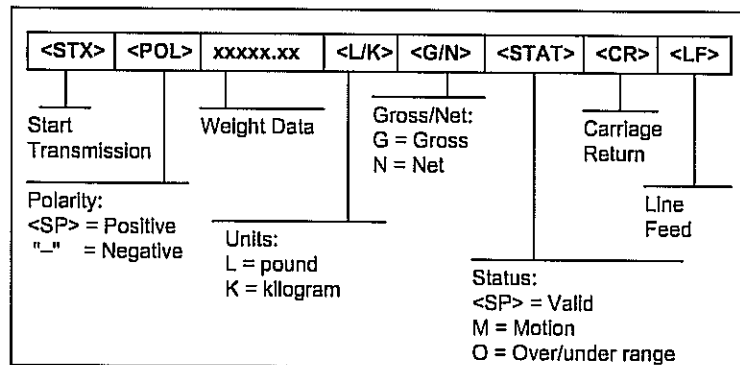 <STX> <POL> xxxxx.xx <L/K> <G/N> <STAT> <CR> <LF>
Start
Transmission
Weight Data
Gross/Net:
G = Gross
N = Net
Carriage
Return
Polarity:
<SP> = Positive
"–" = Negative
Units:
L = pound
K = kilogram
Line
Feed
Status:
<SP> = Valid
M = Motion
O = Over/under range